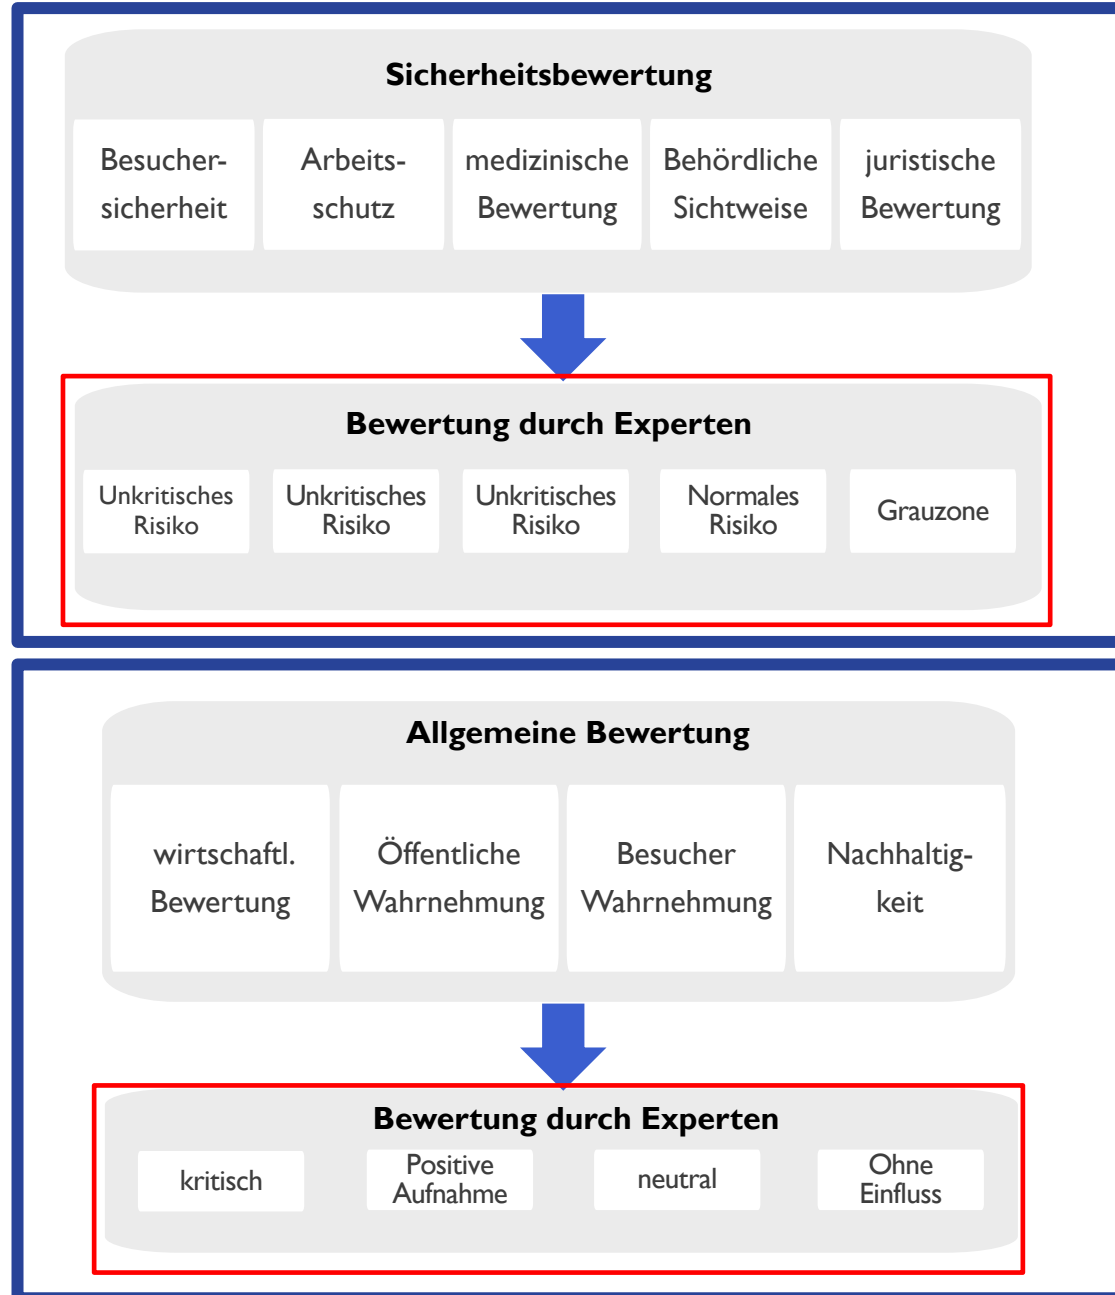 Sicherheitsbewertung
Besucher-
sicherheit
Arbeits-
schutz
medizinische
Bewertung
Behördliche
Sichtweise
juristische
Bewertung
Bewertung durch Experten
Unkritisches
Risiko
Unkritisches
Risiko
Unkritisches
Risiko
Normales
Risiko
Grauzone
Allgemeine Bewertung
wirtschaftl.
Bewertung
Öffentliche
Wahrnehmung
Besucher
Wahrnehmung
Nachhaltig-
keit
Bewertung durch Experten
kritisch
Positive
Aufnahme
neutral
Ohne
Einfluss